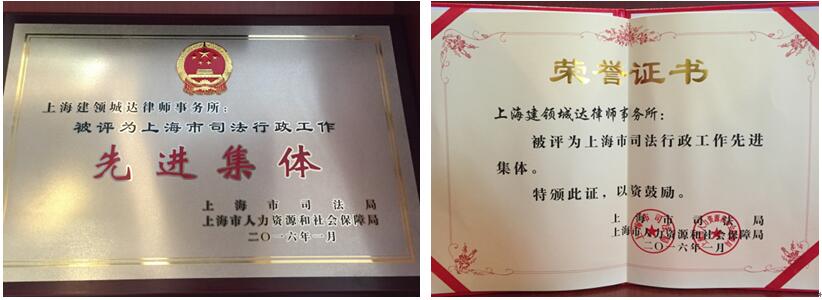 上海建领城达律师事务所：
被评为上海市司法行政工作
先进集体
上海市司法局
上海市人力资源和社会保障局
二〇一六年一月
荣誉证书
上海建领城达律师事务所：
被评为上海市司法行政工作先进
集体。
特颁此证，以资鼓励。
上海市司法局
上海市人力资源和社会保障局
二〇一六年一月